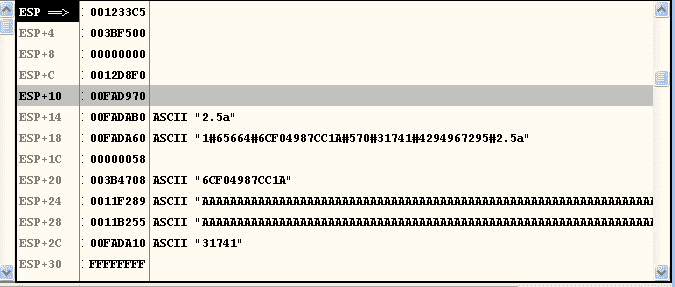 ESP ==> : 001233C5
ESP+4 : 003BF500
ESP+8 : 00000000
ESP+C : 0012D8F0
ESP+10 : 00FAD970
ESP+14 : 00FADAB0 ASCII "2.5a"
ESP+18 : 00FADA60 ASCII "1#65664#6CF04987CC1A#570#31741#4294967295#2.5a"
ESP+1C : 00000058
ESP+20 : 003B4708 ASCII "6CF04987CC1A"
ESP+24 : 0011F289 ASCII "AAAAAAAAAAAAAAAAAAAAAAAAAAAAAAAAAAAAAAAAAAAAAAAAAAAAAAAAAAAAAAAA
ESP+28 : 0011B255 ASCII "AAAAAAAAAAAAAAAAAAAAAAAAAAAAAAAAAAAAAAAAAAAAAAAAAAAAAAAAAAAAAAAA
ESP+2C : 00FADA10 ASCII "31741"
ESP+30 : FFFFFFFF